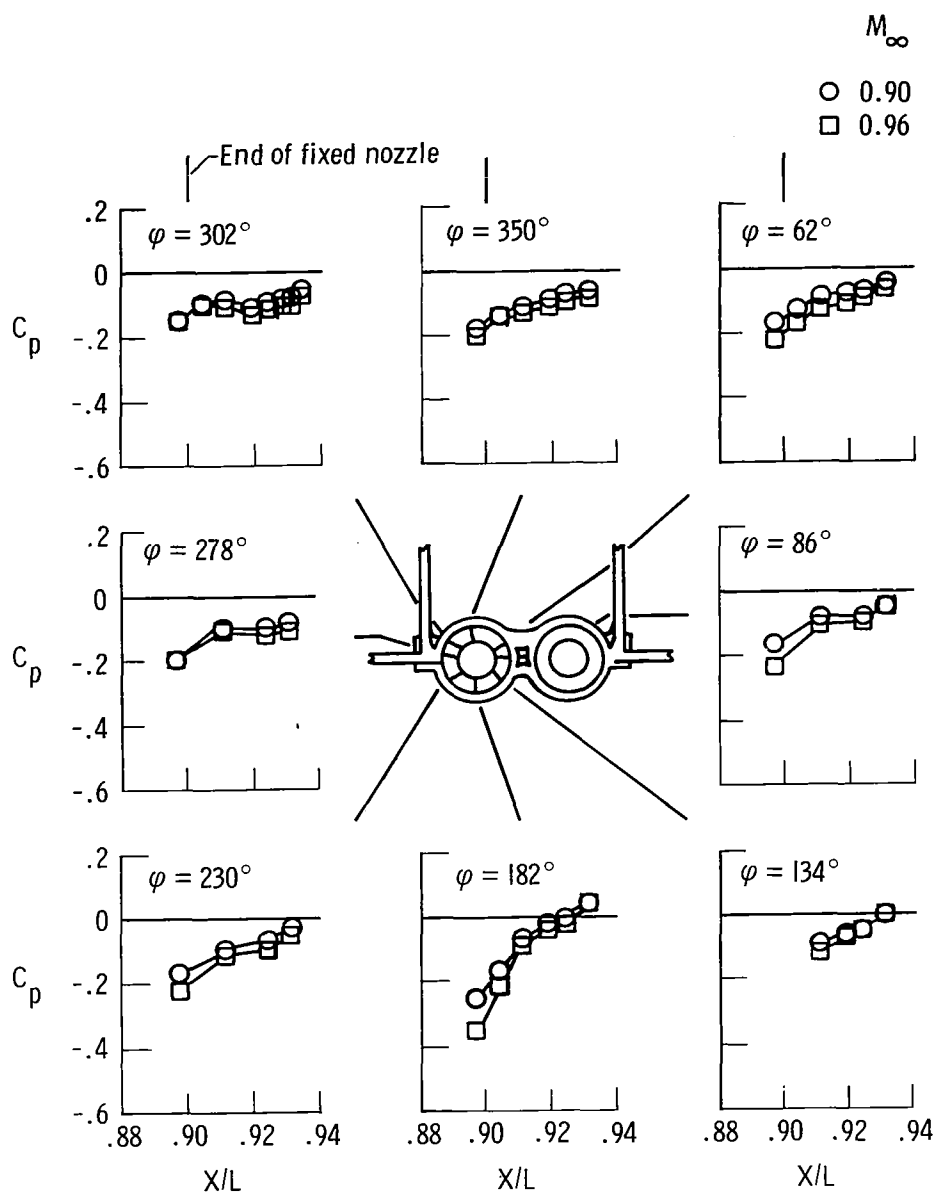 M∞
○ 0.90
□ 0.96
End of fixed nozzle
φ = 302°
φ = 350°
φ = 62°
.2
0
-.2
-.4
-.6
Cp
φ = 278°
φ = 86°
.2
0
-.2
-.4
-.6
Cp
φ = 230°
φ = 182°
φ = 134°
.2
0
-.2
-.4
-.6
Cp
.88 .90 .92 .94
.88 .90 .92 .94
.88 .90 .92 .94
X/L
X/L
X/L